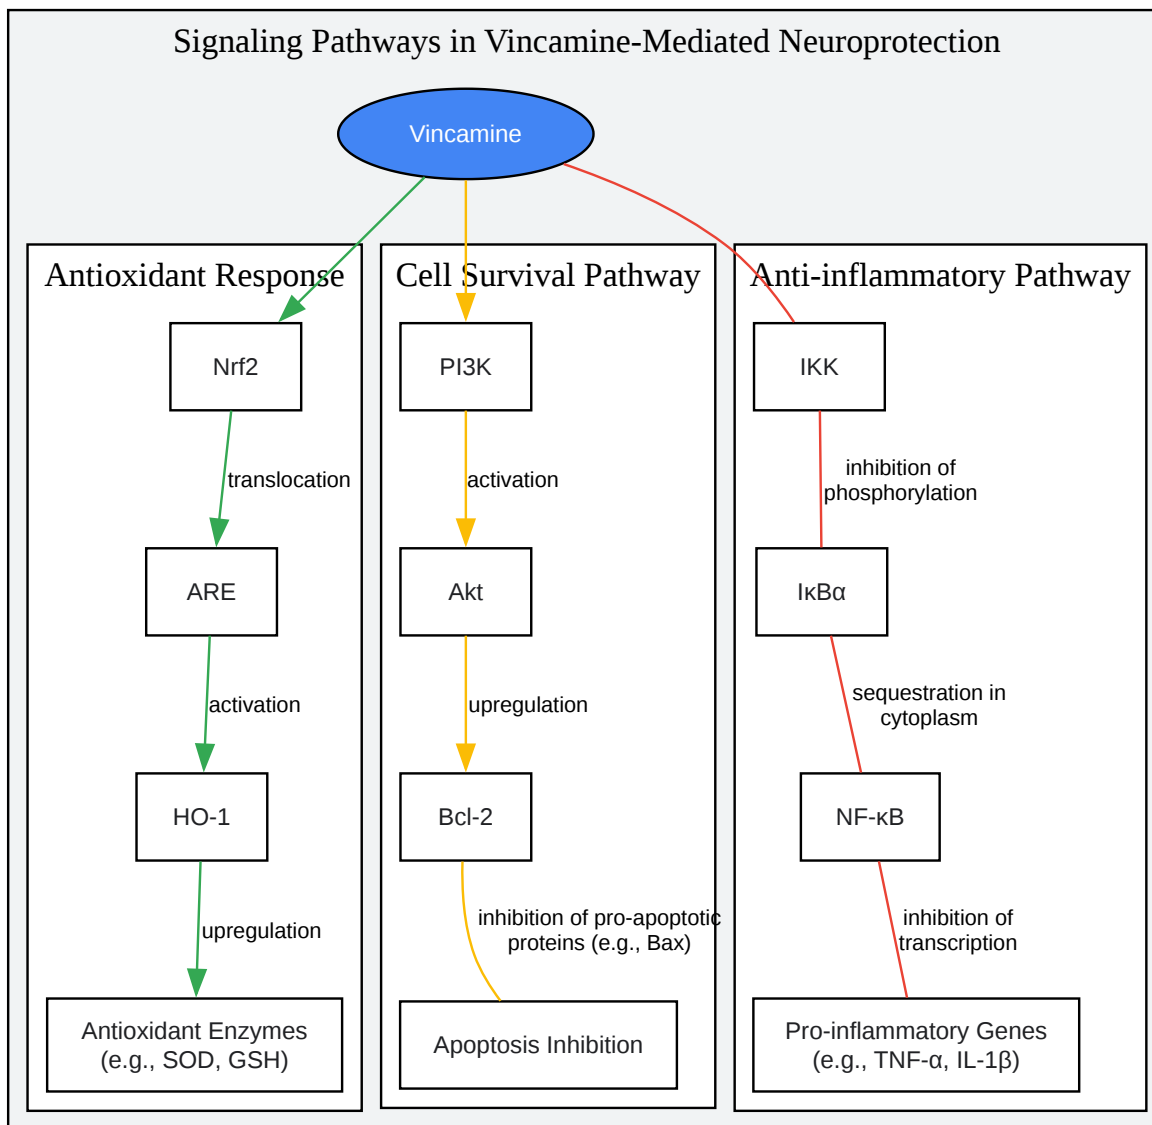 Signaling Pathways in Vincamine-Mediated Neuroprotection
Vincamine
Antioxidant Response
Nrf2
translocation
ARE
activation
HO-1
upregulation
Antioxidant Enzymes
(e.g., SOD, GSH)
Cell Survival Pathway
PI3K
activation
Akt
upregulation
Bcl-2
inhibition of pro-apoptotic
proteins (e.g., Bax)
Apoptosis Inhibition
Anti-inflammatory Pathway
IKK
inhibition of
phosphorylation
IκBα
sequestration in
cytoplasm
NF-κB
inhibition of
transcription
Pro-inflammatory Genes
(e.g., TNF-α, IL-1β)